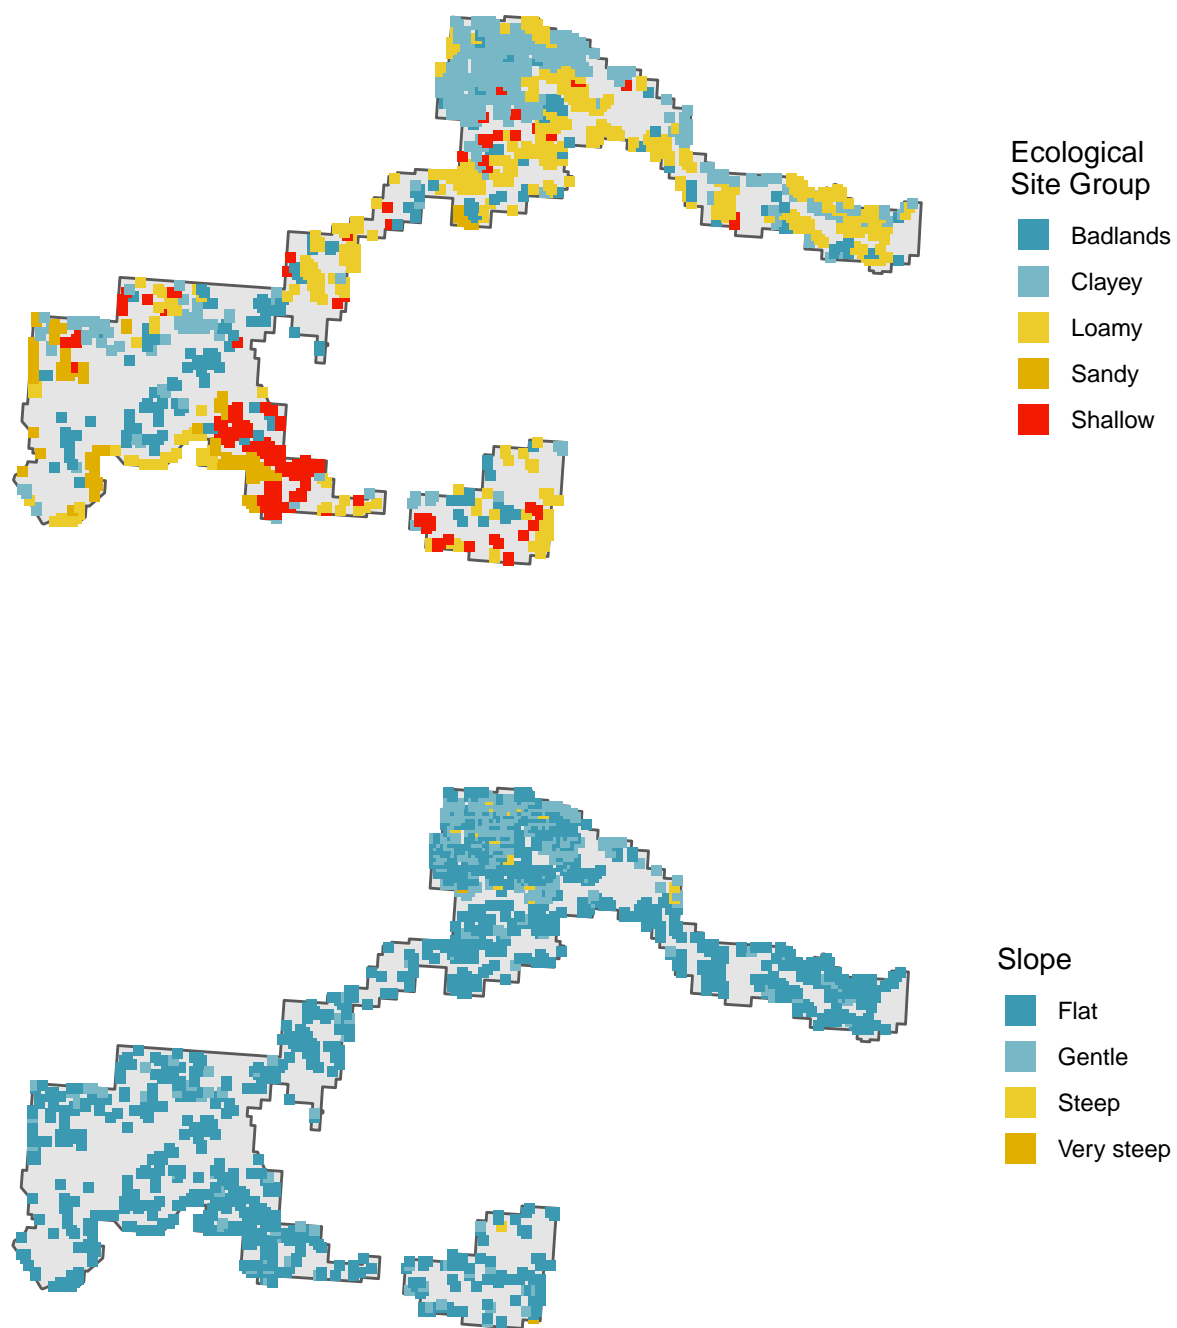 Ecological
Site Group
Badlands
Clayey
Loamy
Sandy
Shallow
Slope
Flat
Gentle
Steep
Very steep